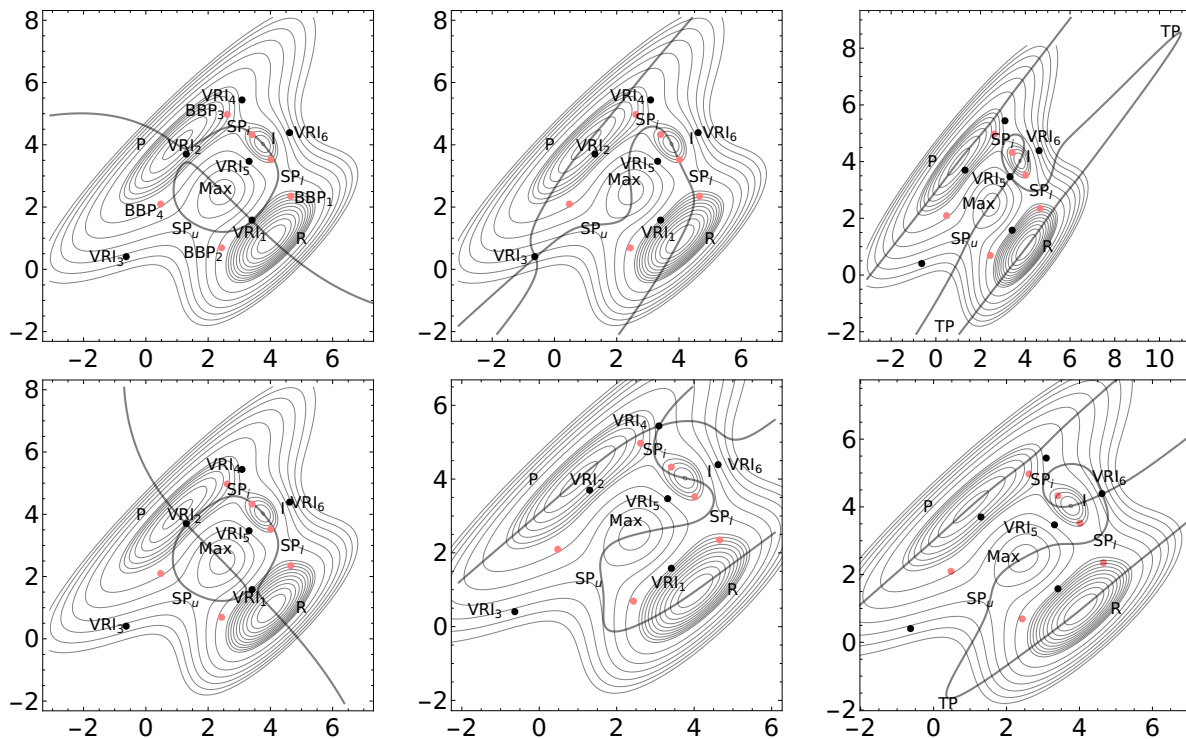 8
VRI₄
6
BBP₃
SPᵢ
I
VRI₆
P
4
VRI₂
VRI₅
Max
SPₗ
2
BBP₄
BBP₁
SPᵤ
VRI₁
R
BBP₂
VRI₃
0
−2
−2 0 2 4 6
8
VRI₄
6
SPᵢ
I
VRI₆
P
4
VRI₂
VRI₅
Max
SPₗ
2
SPᵤ
VRI₁
R
VRI₃
0
−2
−2 0 2 4 6
TP
8
6
SPᵢ
VRI₆
I
P
4
VRI₅
SPₗ
Max
2
SPᵤ
R
0
TP
−2
−2 0 2 4 6 8 10
8
VRI₄
6
SPᵢ
I
VRI₆
P
4
VRI₂
VRI₅
Max
SPₗ
2
SPᵤ
VRI₁
R
VRI₃
0
−2
−2 0 2 4 6
6
VRI₄
SPᵢ
I
VRI₆
P
4
VRI₂
VRI₅
Max
SPₗ
2
SPᵤ
VRI₁
R
VRI₃
0
−2
−2 0 2 4 6
6
SPᵢ
VRI₆
I
P
4
VRI₅
SPₗ
Max
2
SPᵤ
R
0
TP
−2
−2 0 2 4 6